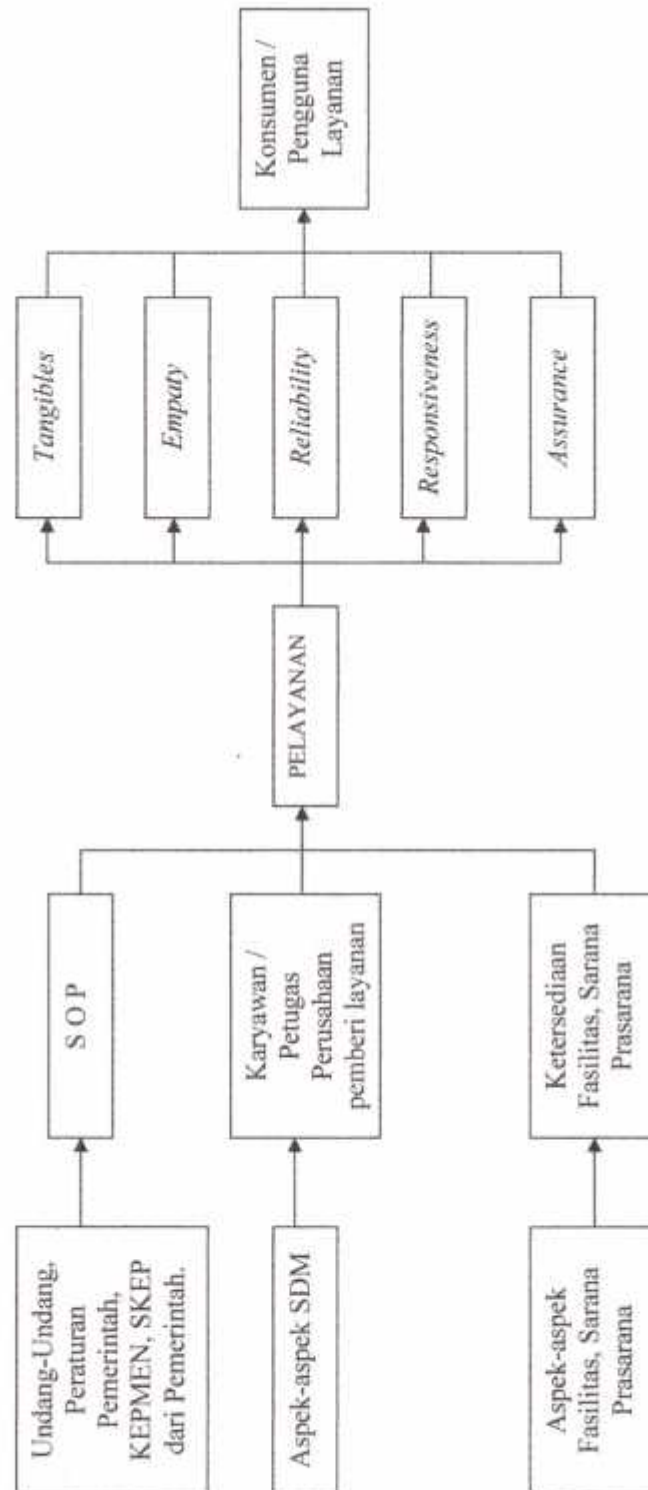 Undang-Undang,
Peraturan
Pemerintah,
KEPMEN, SKEP
dari Pemerintah.
Aspek-aspek SDM
Aspek-aspek
Fasilitas, Sarana
Prasarana
S O P
Karyawan /
Petugas
Perusahaan
pemberi layanan
Ketersediaan
Fasilitas, Sarana
Prasarana
PELAYANAN
Tangibles
Empaty
Reliability
Responsiveness
Assurance
Konsumen /
Pengguna
Layanan